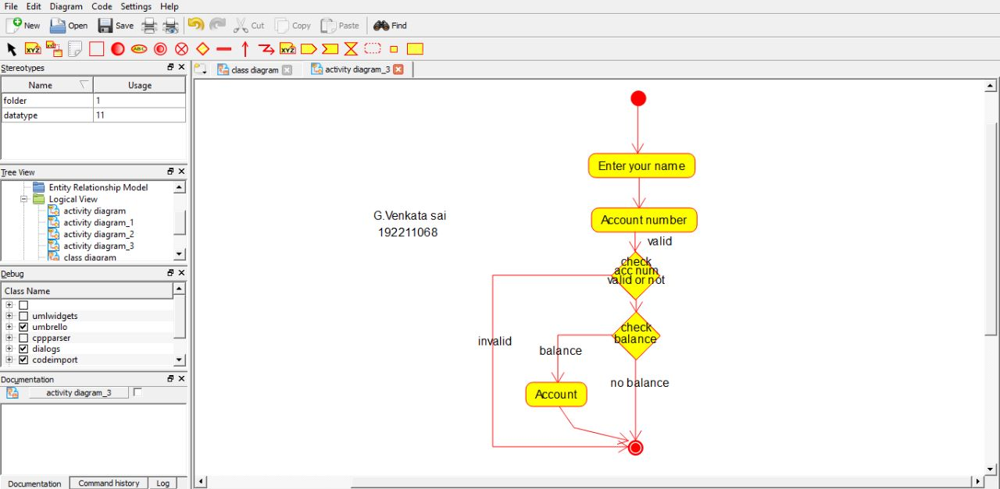 File Edit Diagram Code Settings Help
New Open Save Cut Copy Paste Find
XYZ ABC XYZ
Stereotypes
class diagram activity diagram_3
Name Usage
folder 1
datatype 11
Tree View
Entity Relationship Model
Logical View
activity diagram
activity diagram_1
activity diagram_2
activity diagram_3
class diagram
Debug
Class Name
umlwidgets
umbrello
cppparser
dialogs
codeimport
Documentation
activity diagram_3
Documentation Command history Log
G.Venkata sai
192211068
Enter your name
Account number
valid
check
acc num
valid or not
check
balance
invalid
balance
no balance
Account